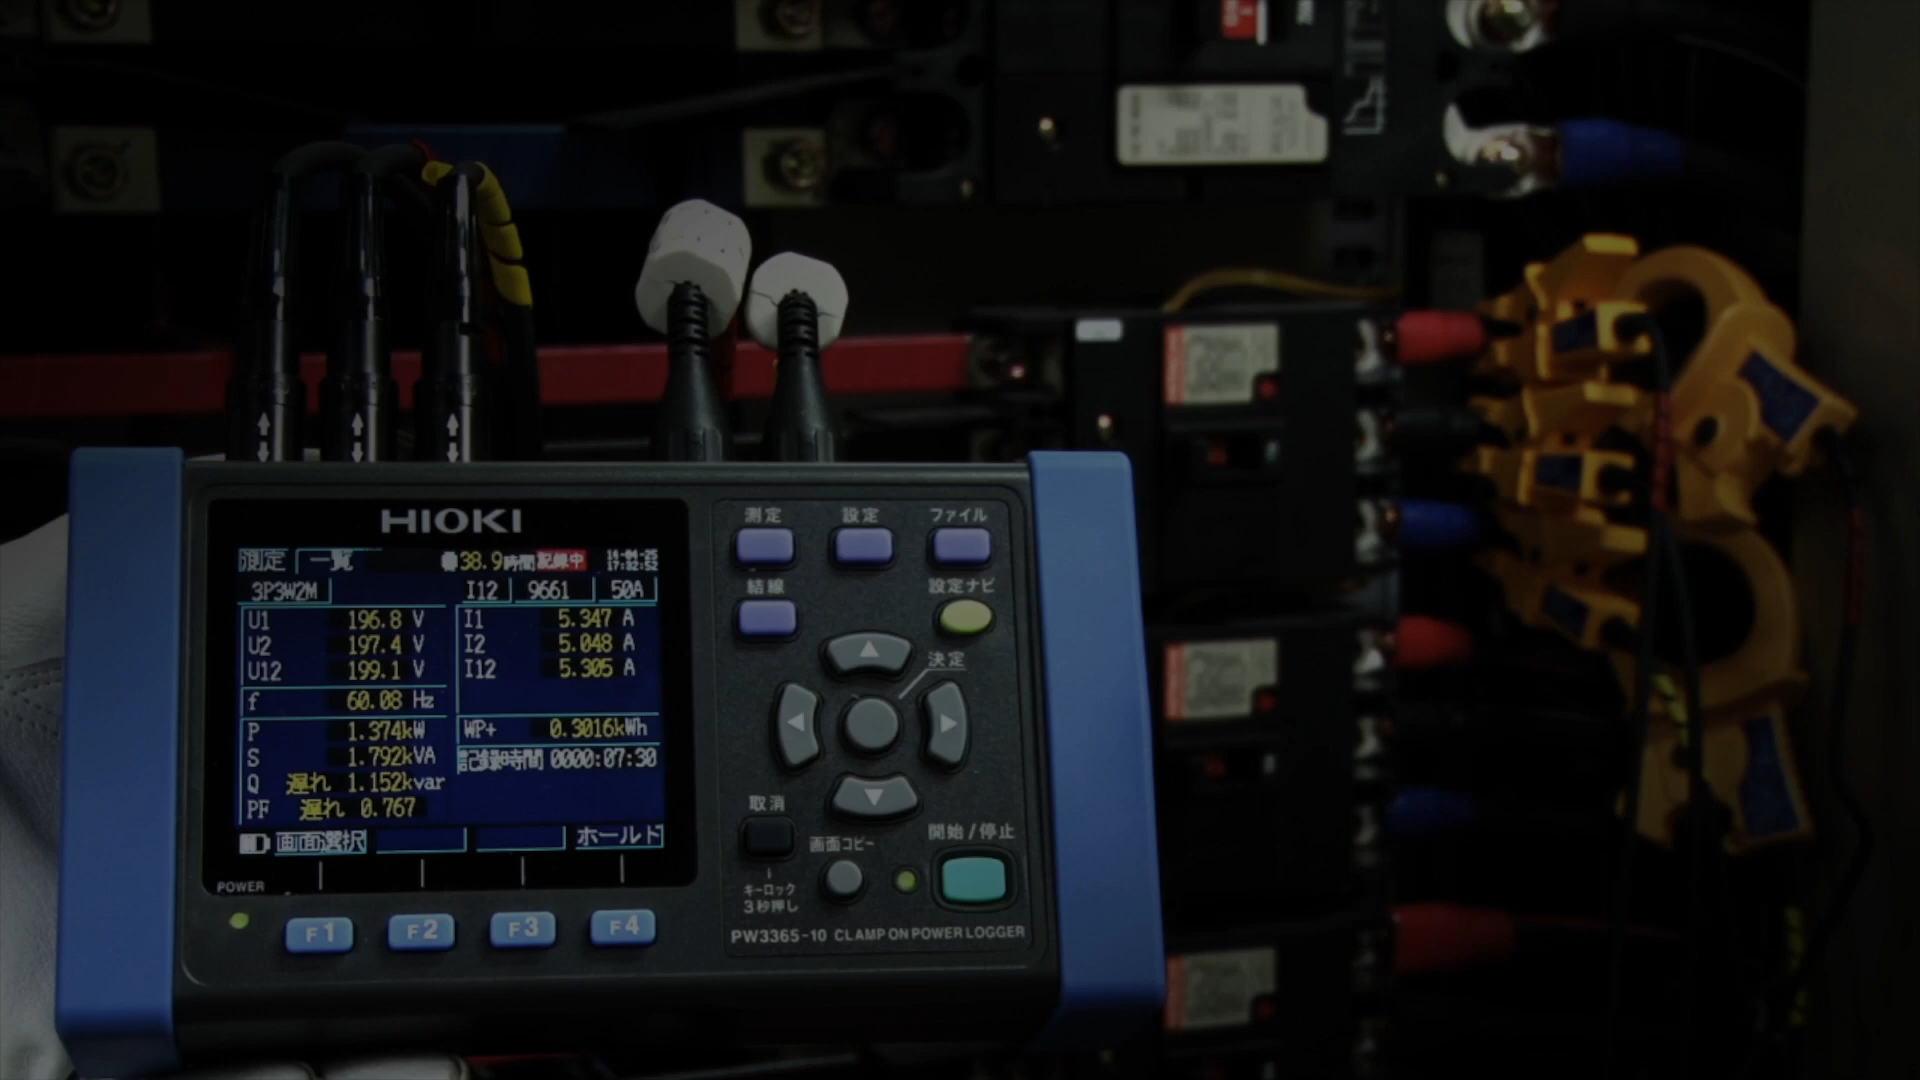 HIOKI
測定 一覧 38.9時間 記録中 14-04-25
17:32:52
3P3W2M I12 9661 50A
U1 196.8 V I1 5.347 A
U2 197.4 V I2 5.048 A
U12 199.1 V I12 5.305 A
f 60.08 Hz
P 1.374kW WP+ 0.3016kWh
S 1.792kVA 記録時間 0000:07:30
Q 遅れ 1.152kvar
PF 遅れ 0.767
画面選択 ホールド
POWER
F1 F2 F3 F4
測定 設定 ファイル
結線 設定ナビ
決定
取消
画面コピー 開始/停止
キーロック
3秒押し
PW3365-10 CLAMP ON POWER LOGGER